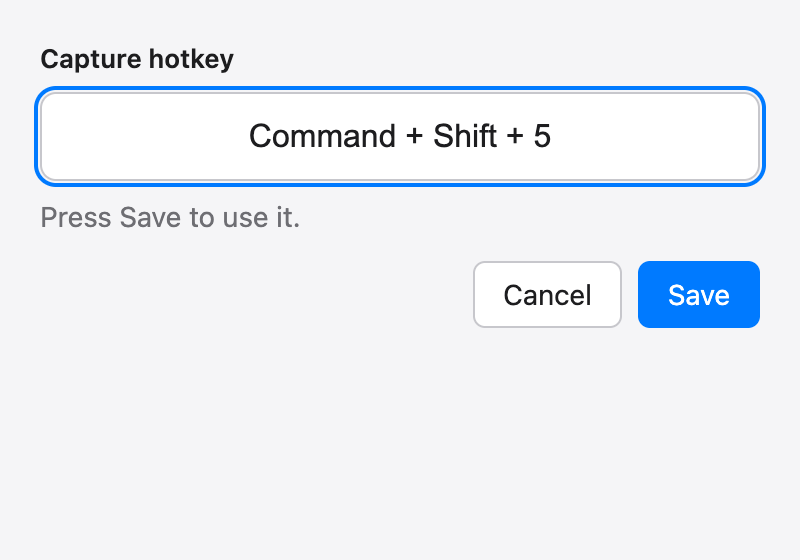 Capture hotkey
Command + Shift + 5
Press Save to use it.
Cancel Save